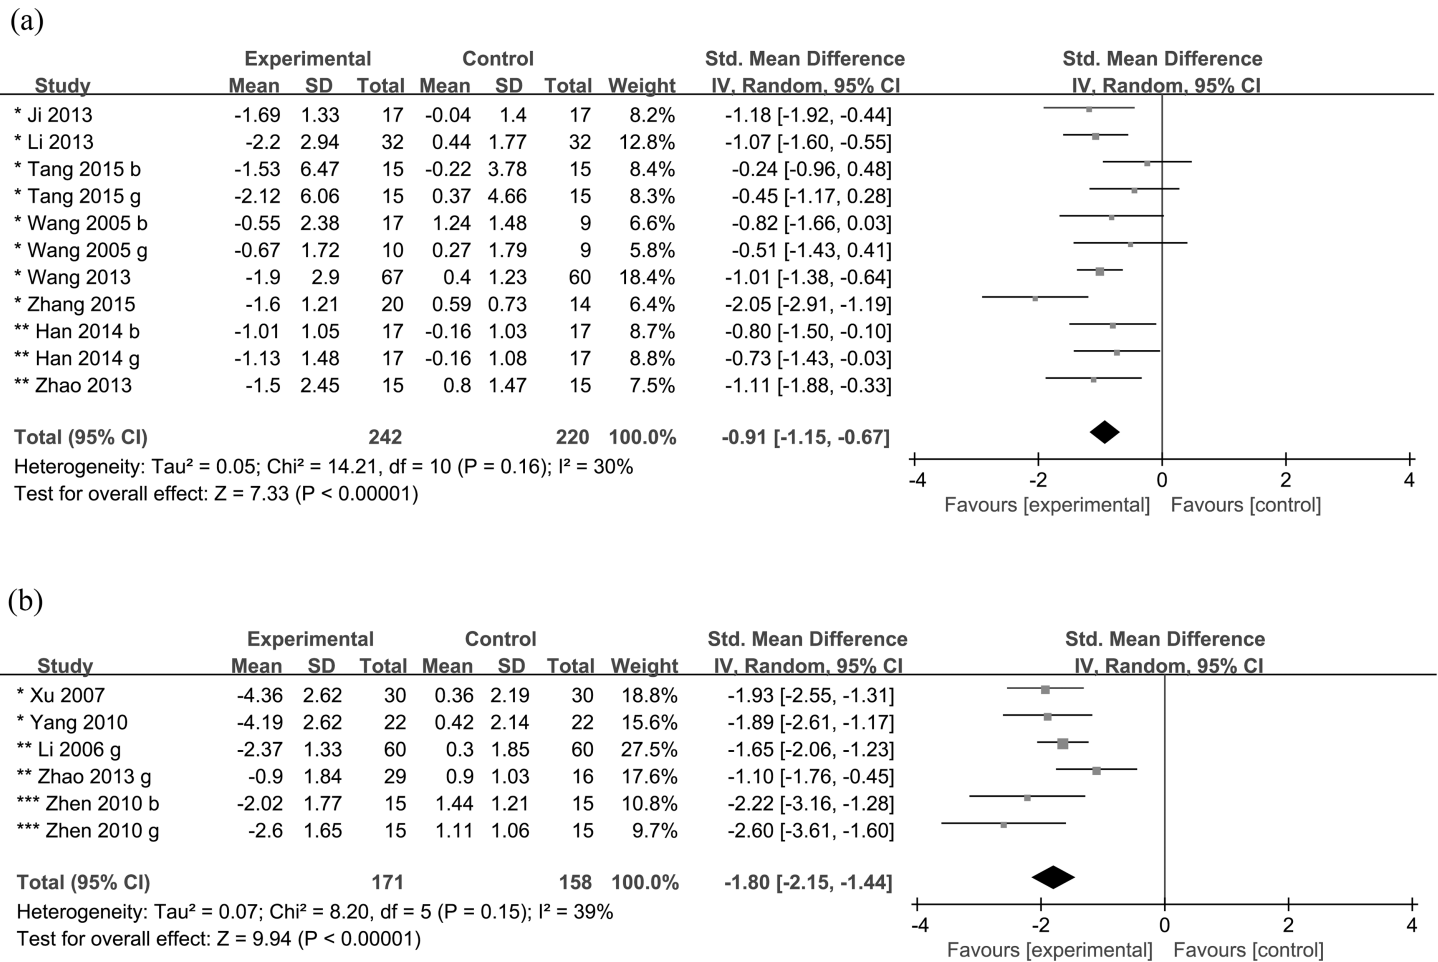 (a)
Experimental Control Std. Mean Difference Std. Mean Difference
Study Mean SD Total Mean SD Total Weight IV, Random, 95% CI IV, Random, 95% CI
* Ji 2013 -1.69 1.33 17 -0.04 1.4 17 8.2% -1.18 [-1.92, -0.44]
* Li 2013 -2.2 2.94 32 0.44 1.77 32 12.8% -1.07 [-1.60, -0.55]
* Tang 2015 b -1.53 6.47 15 -0.22 3.78 15 8.4% -0.24 [-0.96, 0.48]
* Tang 2015 g -2.12 6.06 15 0.37 4.66 15 8.3% -0.45 [-1.17, 0.28]
* Wang 2005 b -0.55 2.38 17 1.24 1.48 9 6.6% -0.82 [-1.66, 0.03]
* Wang 2005 g -0.67 1.72 10 0.27 1.79 9 5.8% -0.51 [-1.43, 0.41]
* Wang 2013 -1.9 2.9 67 0.4 1.23 60 18.4% -1.01 [-1.38, -0.64]
* Zhang 2015 -1.6 1.21 20 0.59 0.73 14 6.4% -2.05 [-2.91, -1.19]
** Han 2014 b -1.01 1.05 17 -0.16 1.03 17 8.7% -0.80 [-1.50, -0.10]
** Han 2014 g -1.13 1.48 17 -0.16 1.08 17 8.8% -0.73 [-1.43, -0.03]
** Zhao 2013 -1.5 2.45 15 0.8 1.47 15 7.5% -1.11 [-1.88, -0.33]
Total (95% CI) 242 220 100.0% -0.91 [-1.15, -0.67]
Heterogeneity: Tau² = 0.05; Chi² = 14.21, df = 10 (P = 0.16); I² = 30%
Test for overall effect: Z = 7.33 (P < 0.00001)
-4 -2 0 2 4
Favours [experimental] Favours [control]
(b)
Experimental Control Std. Mean Difference Std. Mean Difference
Study Mean SD Total Mean SD Total Weight IV, Random, 95% CI IV, Random, 95% CI
* Xu 2007 -4.36 2.62 30 0.36 2.19 30 18.8% -1.93 [-2.55, -1.31]
* Yang 2010 -4.19 2.62 22 0.42 2.14 22 15.6% -1.89 [-2.61, -1.17]
** Li 2006 g -2.37 1.33 60 0.3 1.85 60 27.5% -1.65 [-2.06, -1.23]
** Zhao 2013 g -0.9 1.84 29 0.9 1.03 16 17.6% -1.10 [-1.76, -0.45]
*** Zhen 2010 b -2.02 1.77 15 1.44 1.21 15 10.8% -2.22 [-3.16, -1.28]
*** Zhen 2010 g -2.6 1.65 15 1.11 1.06 15 9.7% -2.60 [-3.61, -1.60]
Total (95% CI) 171 158 100.0% -1.80 [-2.15, -1.44]
Heterogeneity: Tau² = 0.07; Chi² = 8.20, df = 5 (P = 0.15); I² = 39%
Test for overall effect: Z = 9.94 (P < 0.00001)
-4 -2 0 2 4
Favours [experimental] Favours [control]